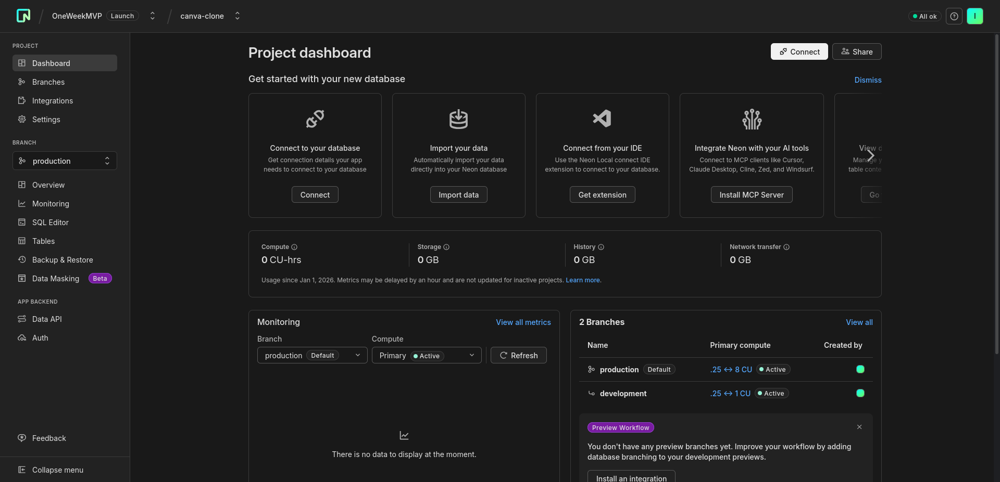 OneWeekMVP Launch canva-clone All ok I
PROJECT
Dashboard
Branches
Integrations
Settings
BRANCH
production
Overview
Monitoring
SQL Editor
Tables
Backup & Restore
Data Masking Beta
APP BACKEND
Data API
Auth
Feedback
Collapse menu
Project dashboard
Connect Share
Get started with your new database
Dismiss
Connect to your database
Get connection details your app
needs to connect to your database
Connect
Import your data
Automatically import your data
directly into your Neon database
Import data
Connect from your IDE
Use the Neon Local connect IDE
extension to connect to your database.
Get extension
Integrate Neon with your AI tools
Connect to MCP clients like Cursor,
Claude Desktop, Cline, Zed, and Windsurf.
Install MCP Server
View
Manage
table
Go
Compute
0 CU-hrs
Storage
0 GB
History
0 GB
Network transfer
0 GB
Usage since Jan 1, 2026. Metrics may be delayed by an hour and are not updated for inactive projects. Learn more.
Monitoring
View all metrics
Branch
production Default
Compute
Primary Active
Refresh
There is no data to display at the moment.
2 Branches
View all
Name Primary compute Created by
production Default .25 ↔ 8 CU Active
development .25 ↔ 1 CU Active
Preview Workflow
You don't have any preview branches yet. Improve your workflow by adding
database branching to your development previews.
Install an integration